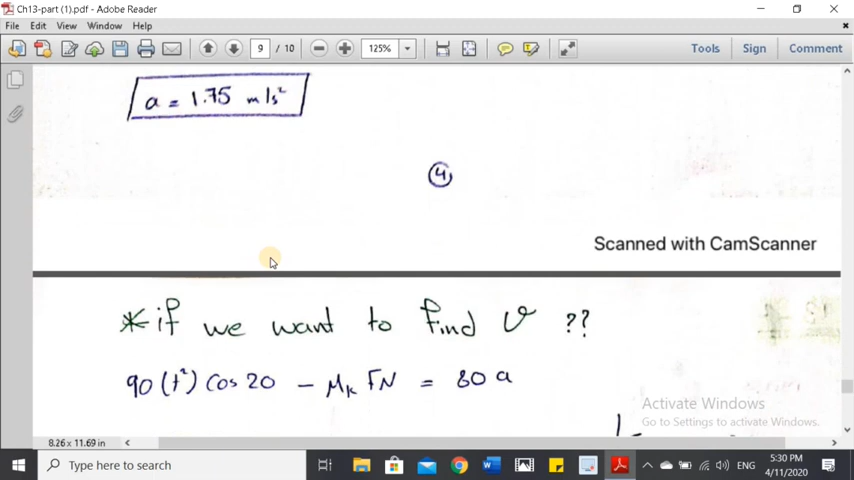 Ch13-part (1).pdf - Adobe Reader
File Edit View Window Help
9 / 10 125% Tools Sign Comment
a = 1.75 m/s²
4
Scanned with CamScanner
*if we want to find v ??
90(t²) cos 20 - μk FN = 80 a
Activate Windows
Go to Settings to activate Windows.
8.26 x 11.69 in
Type here to search
ENG
5:30 PM
4/11/2020